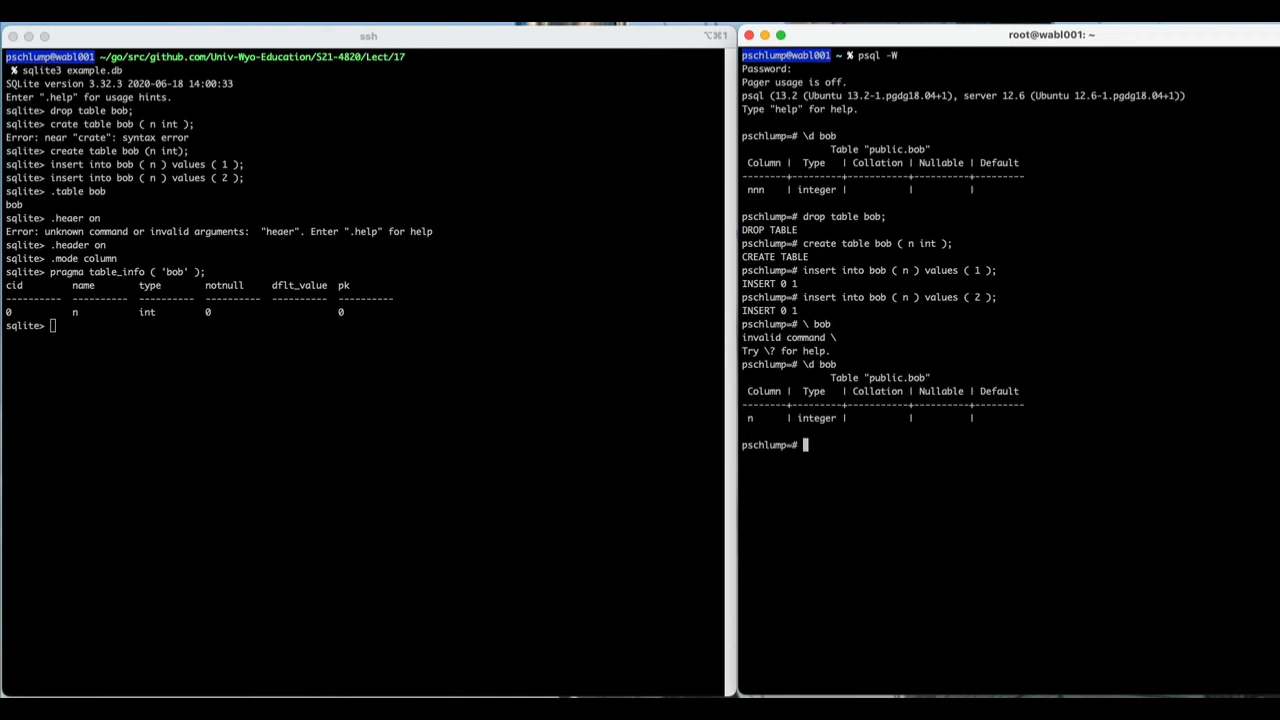 ssh
⌥⌘1
pschlump@wabl001 ~/go/src/github.com/Univ-Wyo-Education/S21-4820/Lect/17
% sqlite3 example.db
SQLite version 3.32.3 2020-06-18 14:00:33
Enter ".help" for usage hints.
sqlite> drop table bob;
sqlite> crate table bob ( n int );
Error: near "crate": syntax error
sqlite> create table bob (n int);
sqlite> insert into bob ( n ) values ( 1 );
sqlite> insert into bob ( n ) values ( 2 );
sqlite> .table bob
bob
sqlite> .heaer on
Error: unknown command or invalid arguments:  "heaer". Enter ".help" for help
sqlite> .header on
sqlite> .mode column
sqlite> pragma table_info ( 'bob' );
cid         name        type        notnull     dflt_value  pk
----------  ----------  ----------  ----------  ----------  ----------
0           n           int         0                       0
sqlite>
root@wabl001: ~
pschlump@wabl001 ~ % psql -W
Password:
Pager usage is off.
psql (13.2 (Ubuntu 13.2-1.pgdg18.04+1), server 12.6 (Ubuntu 12.6-1.pgdg18.04+1))
Type "help" for help.
pschlump=# \d bob
Table "public.bob"
Column |  Type   | Collation | Nullable | Default
--------+---------+-----------+----------+---------
nnn    | integer |           |          |
pschlump=# drop table bob;
DROP TABLE
pschlump=# create table bob ( n int );
CREATE TABLE
pschlump=# insert into bob ( n ) values ( 1 );
INSERT 0 1
pschlump=# insert into bob ( n ) values ( 2 );
INSERT 0 1
pschlump=# \ bob
invalid command \
Try \? for help.
pschlump=# \d bob
Table "public.bob"
Column |  Type   | Collation | Nullable | Default
--------+---------+-----------+----------+---------
n      | integer |           |          |
pschlump=#